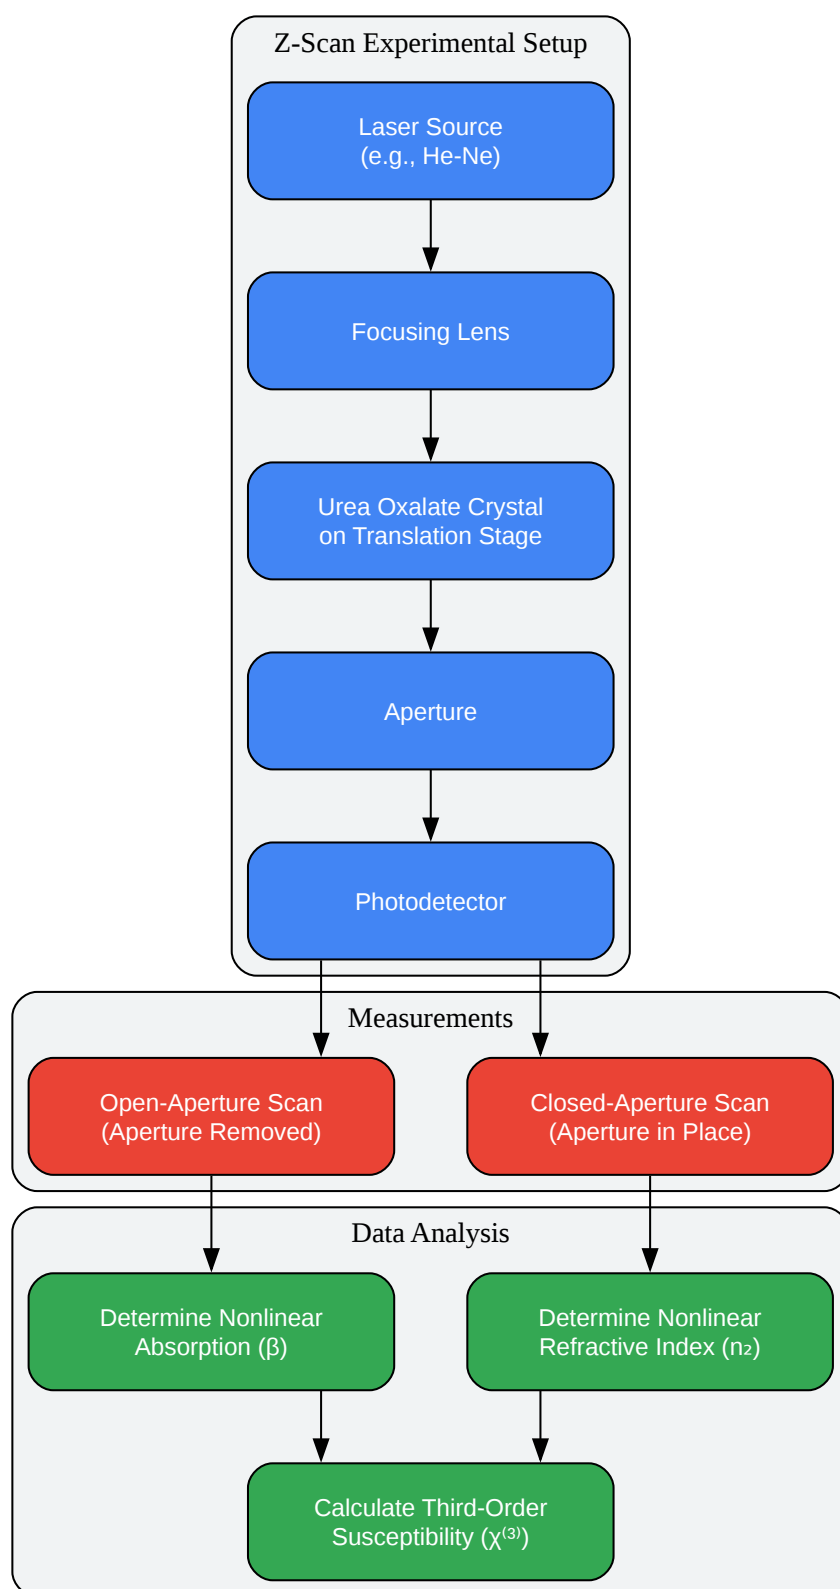 Z-Scan Experimental Setup
Laser Source
(e.g., He-Ne)
Focusing Lens
Urea Oxalate Crystal
on Translation Stage
Aperture
Photodetector
Measurements
Open-Aperture Scan
(Aperture Removed)
Closed-Aperture Scan
(Aperture in Place)
Data Analysis
Determine Nonlinear
Absorption (β)
Determine Nonlinear
Refractive Index (n₂)
Calculate Third-Order
Susceptibility (χ⁽³⁾)